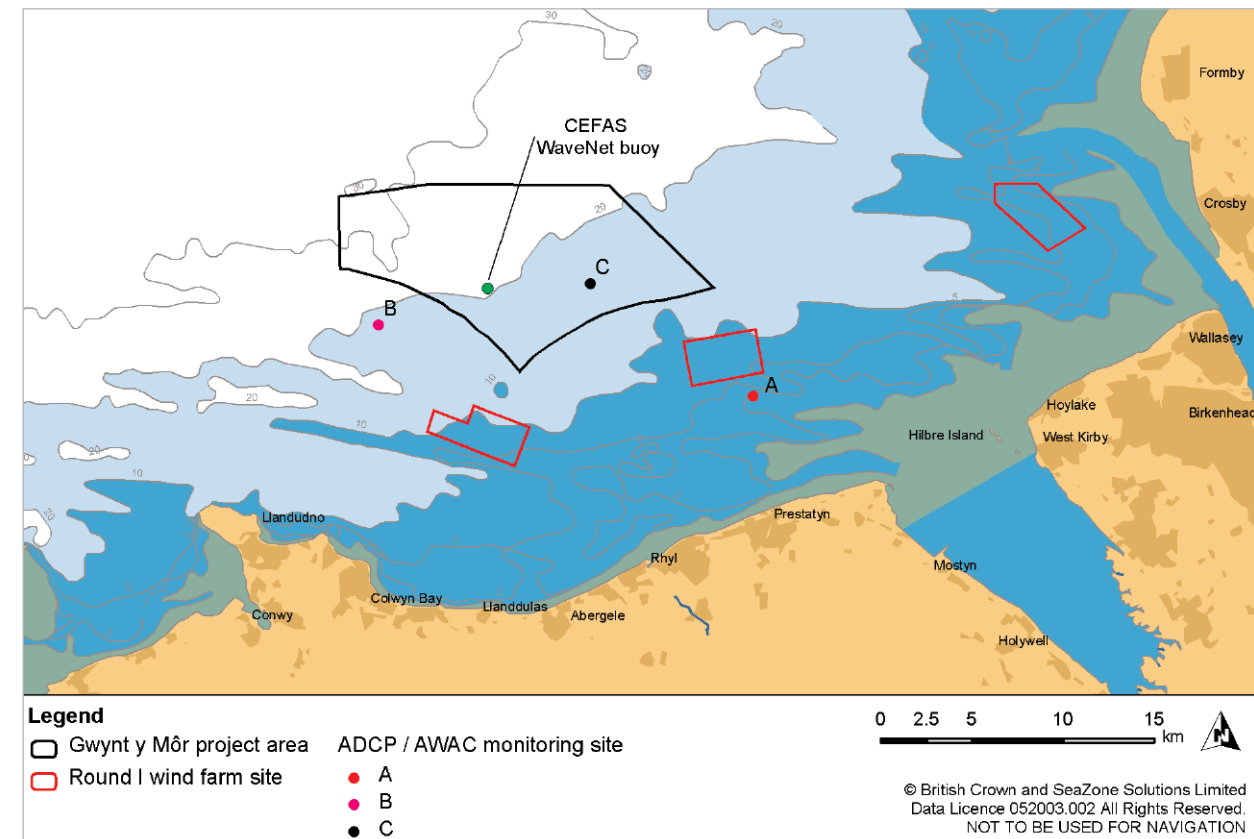 30
20
Formby
CEFAS
WaveNet buoy
30
20
Crosby
C
B
5
Wallasey
10
A
20
10
Hoylake
Birkenhead
Hilbre Island
West Kirby
20
10
20
Llandudno
Prestatyn
Rhyl
Mostyn
Colwyn Bay
Llanddulas
Abergele
Conwy
Holywell
Legend
Gwynt y Môr project area
Round I wind farm site
ADCP / AWAC monitoring site
A
B
C
0 2.5 5 10 15
km
N
© British Crown and SeaZone Solutions Limited
Data Licence 052003.002 All Rights Reserved.
NOT TO BE USED FOR NAVIGATION